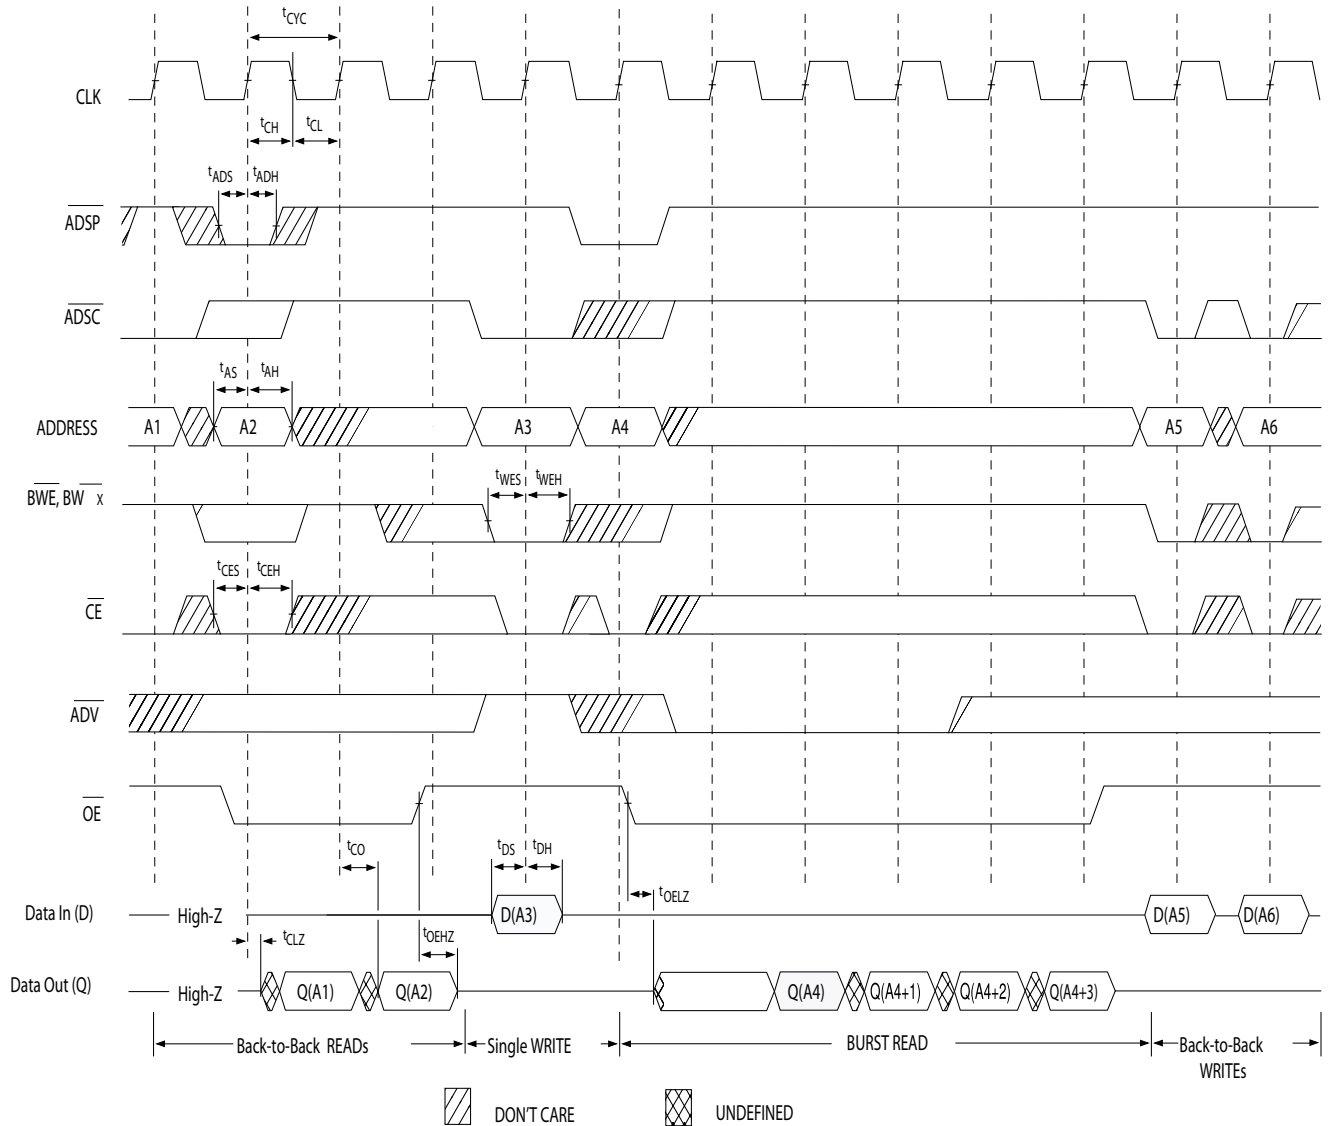 tCYC
CLK
tCH tCL
tADS tADH
ADSP
ADSC
tAS tAH
ADDRESS A1 A2 A3 A4 A5 A6
tWES tWEH
BWE, BW x
tCES tCEH
CE
ADV
OE
tCO tDS tDH
tOELZ
Data In (D) High-Z D(A3) D(A5) D(A6)
tCLZ tOEHZ
Data Out (Q) High-Z Q(A1) Q(A2) Q(A4) Q(A4+1) Q(A4+2) Q(A4+3)
Back-to-Back READs Single WRITE BURST READ Back-to-Back
WRITEs
DON'T CARE UNDEFINED